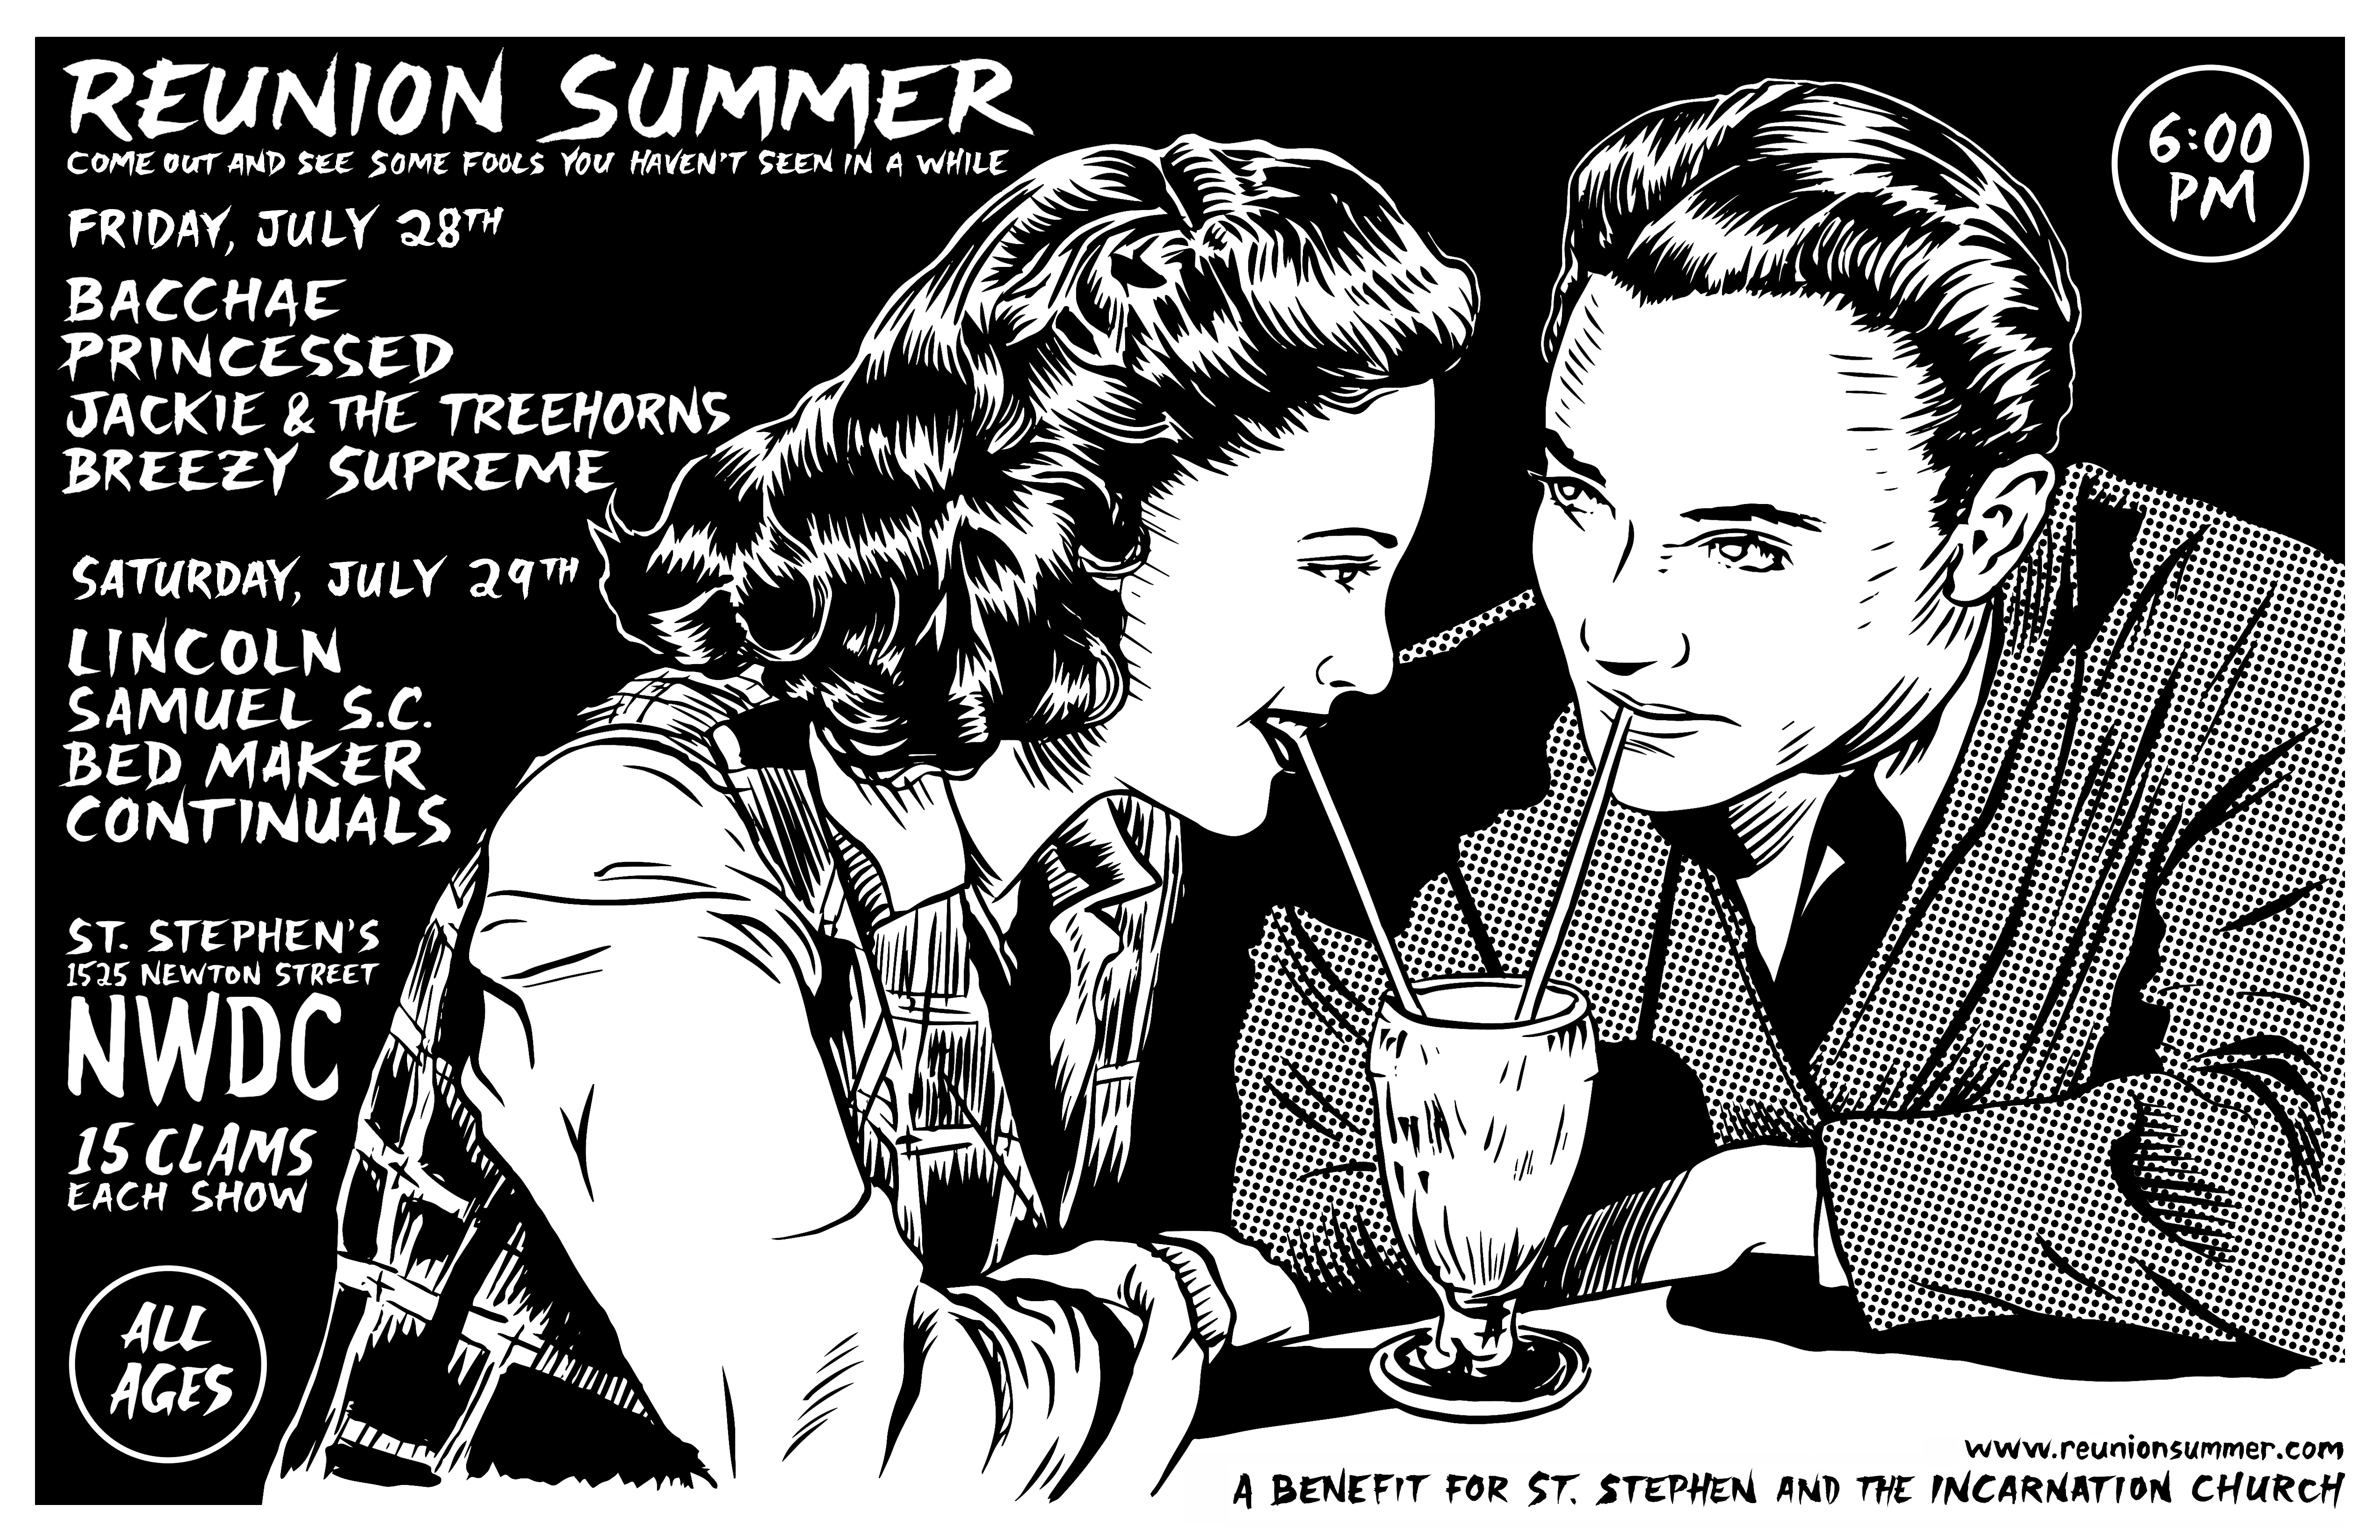 REUNION SUMMER
COME OUT AND SEE SOME FOOLS YOU HAVEN'T SEEN IN A WHILE
6:00
PM
FRIDAY, JULY 28TH
BACCHAE
PRINCESSED
JACKIE & THE TREEHORNS
BREEZY SUPREME
SATURDAY, JULY 29TH
LINCOLN
SAMUEL S.C.
BED MAKER
CONTINUALS
ST. STEPHEN'S
1525 NEWTON STREET
NWDC
15 CLAMS
EACH SHOW
ALL
AGES
www.reunionsummer.com
A BENEFIT FOR ST. STEPHEN AND THE INCARNATION CHURCH